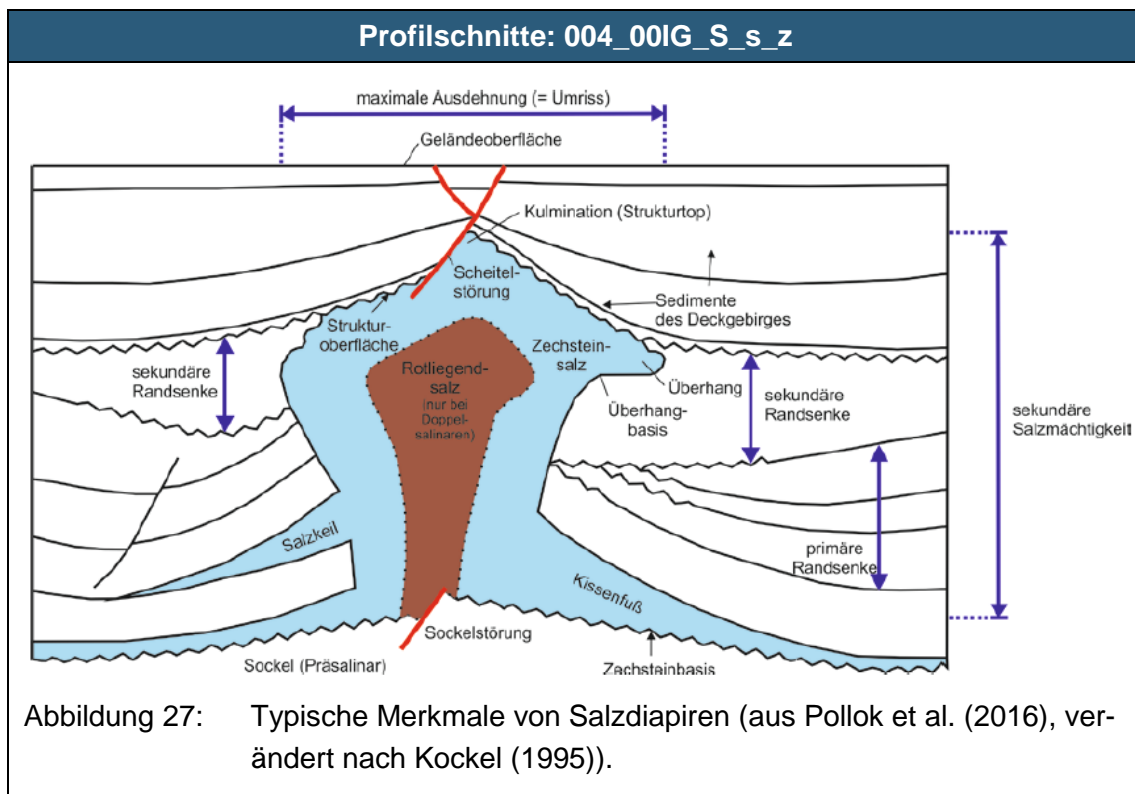 Profilschnitte: 004_00IG_S_s_z
maximale Ausdehnung (= Umriss)
Geländeoberfläche
Kulmination (Strukturtop)
Scheitel-
störung
Sedimente
des Deckgebirges
Struktur-
oberfläche
Zechstein-
salz
sekundäre
Randsenke
Rotliegend-
salz
(nur bei
Doppel-
salinaren)
Überhang
Überhang-
basis
sekundäre
Randsenke
sekundäre
Salzmächtigkeit
Salzkeil
primäre
Randsenke
Kissenfuß
Sockelstörung
Sockel (Präsalinar)
Zechsteinbasis
Abbildung 27: Typische Merkmale von Salzdiapiren (aus Pollok et al. (2016), ver-
ändert nach Kockel (1995)).